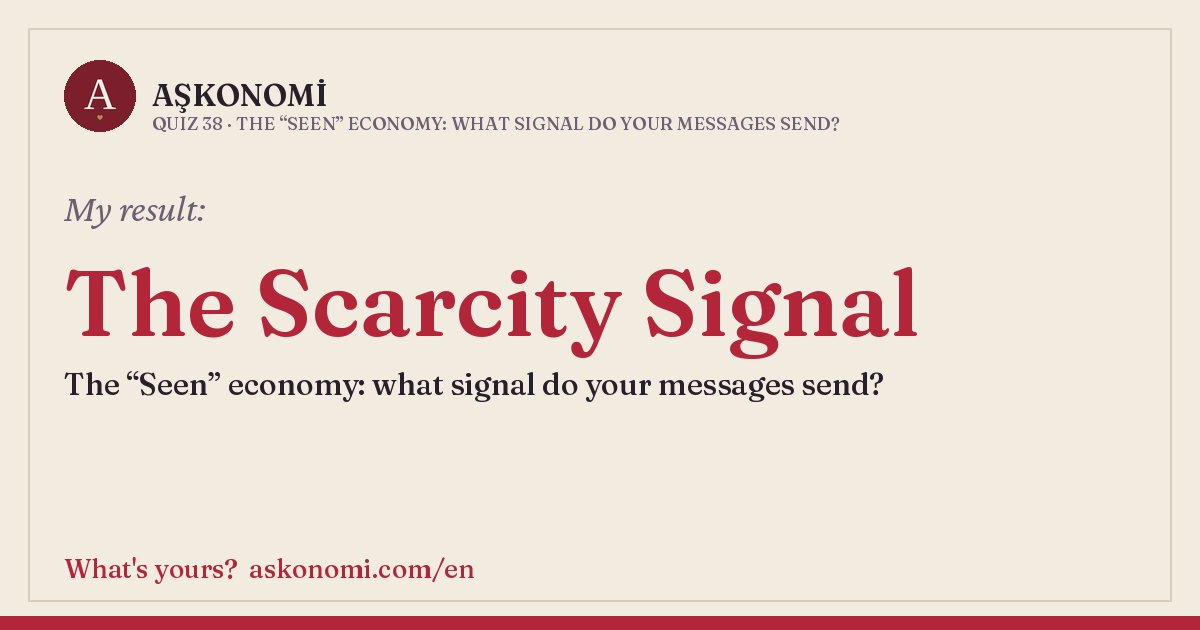 A
AŞKONOMİ
QUIZ 38 · THE “SEEN” ECONOMY: WHAT SIGNAL DO YOUR MESSAGES SEND?
My result:
The Scarcity Signal
The “Seen” economy: what signal do your messages send?
What's yours? askonomi.com/en